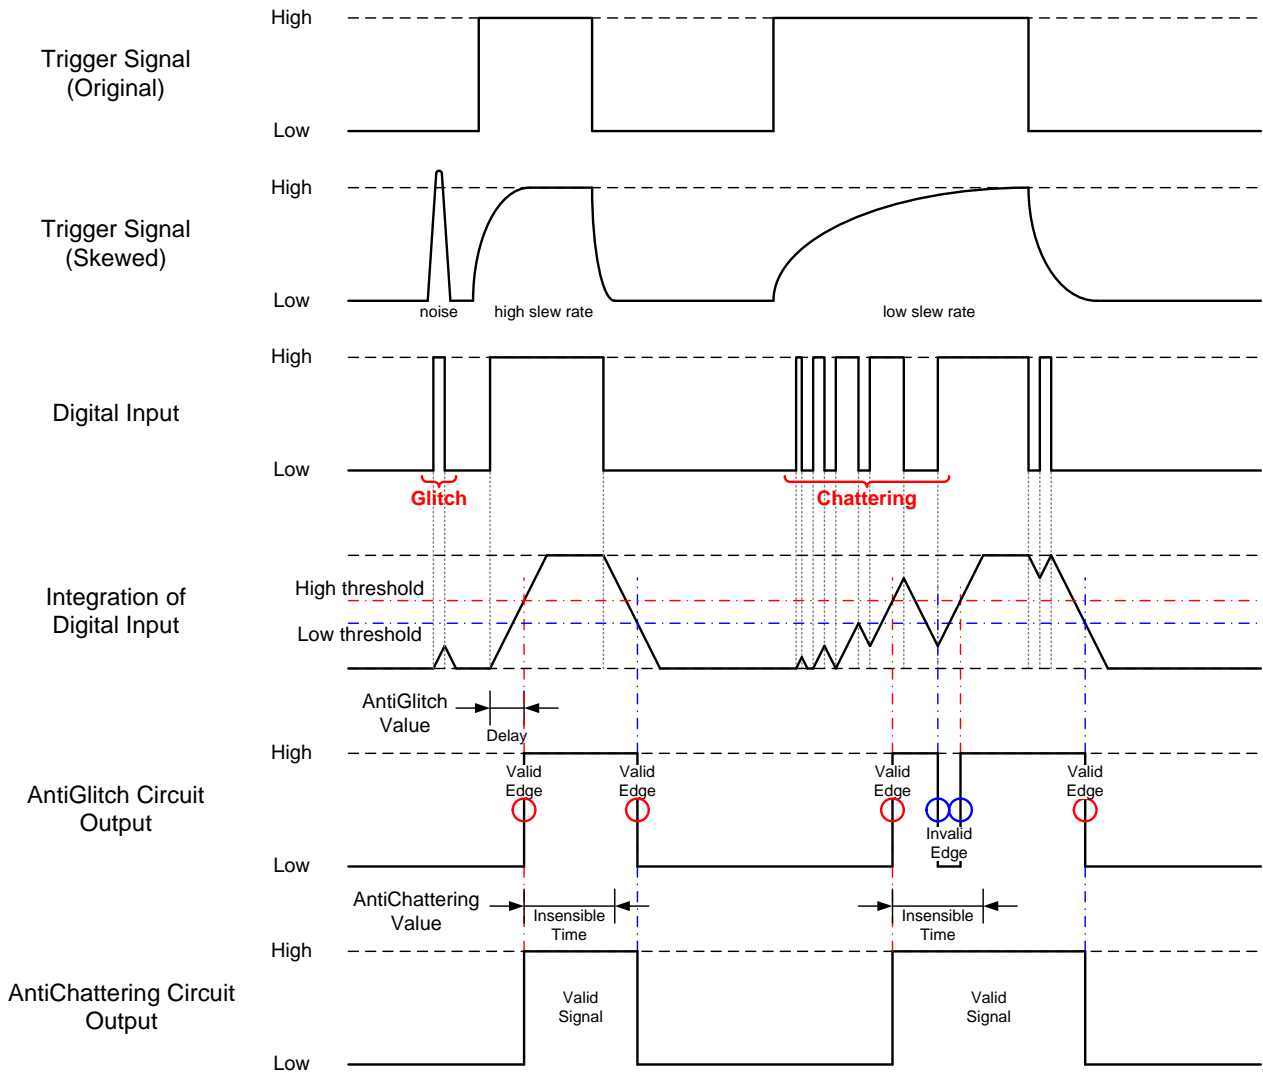 High
Trigger Signal
(Original)
Low
High
Trigger Signal
(Skewed)
Low
noise
high slew rate
low slew rate
High
Digital Input
Low
Glitch
Chattering
High threshold
Integration of
Digital Input
Low threshold
AntiGlitch
Value
Delay
High
Valid
Edge
Valid
Edge
Valid
Edge
Valid
Edge
AntiGlitch Circuit
Output
Invalid
Edge
Low
AntiChattering
Value
Insensible
Time
Insensible
Time
High
AntiChattering Circuit
Output
Valid
Signal
Valid
Signal
Low